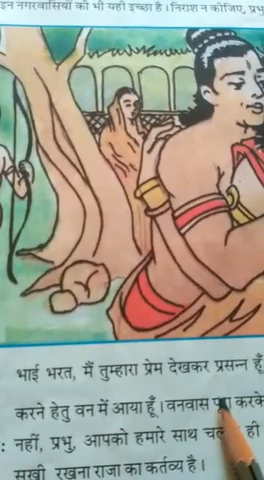 इन नगरवासियों की भी यही इच्छा है। निराश न कीजिए, प्रभु
भाई भरत, मैं तुम्हारा प्रेम देखकर प्रसन्न हूँ
करने हेतु वन में आया हूँ। वनवास करके
: नहीं, प्रभु, आपको हमारे साथ ही
सुखी रखना राजा का कर्तव्य है।